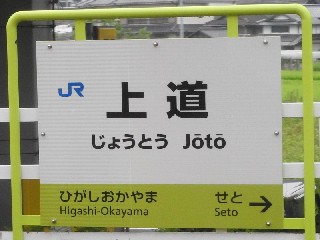 JR
上道
じょうとう Jōtō
ひがしおかやま せと →
Higashi-Okayama Seto